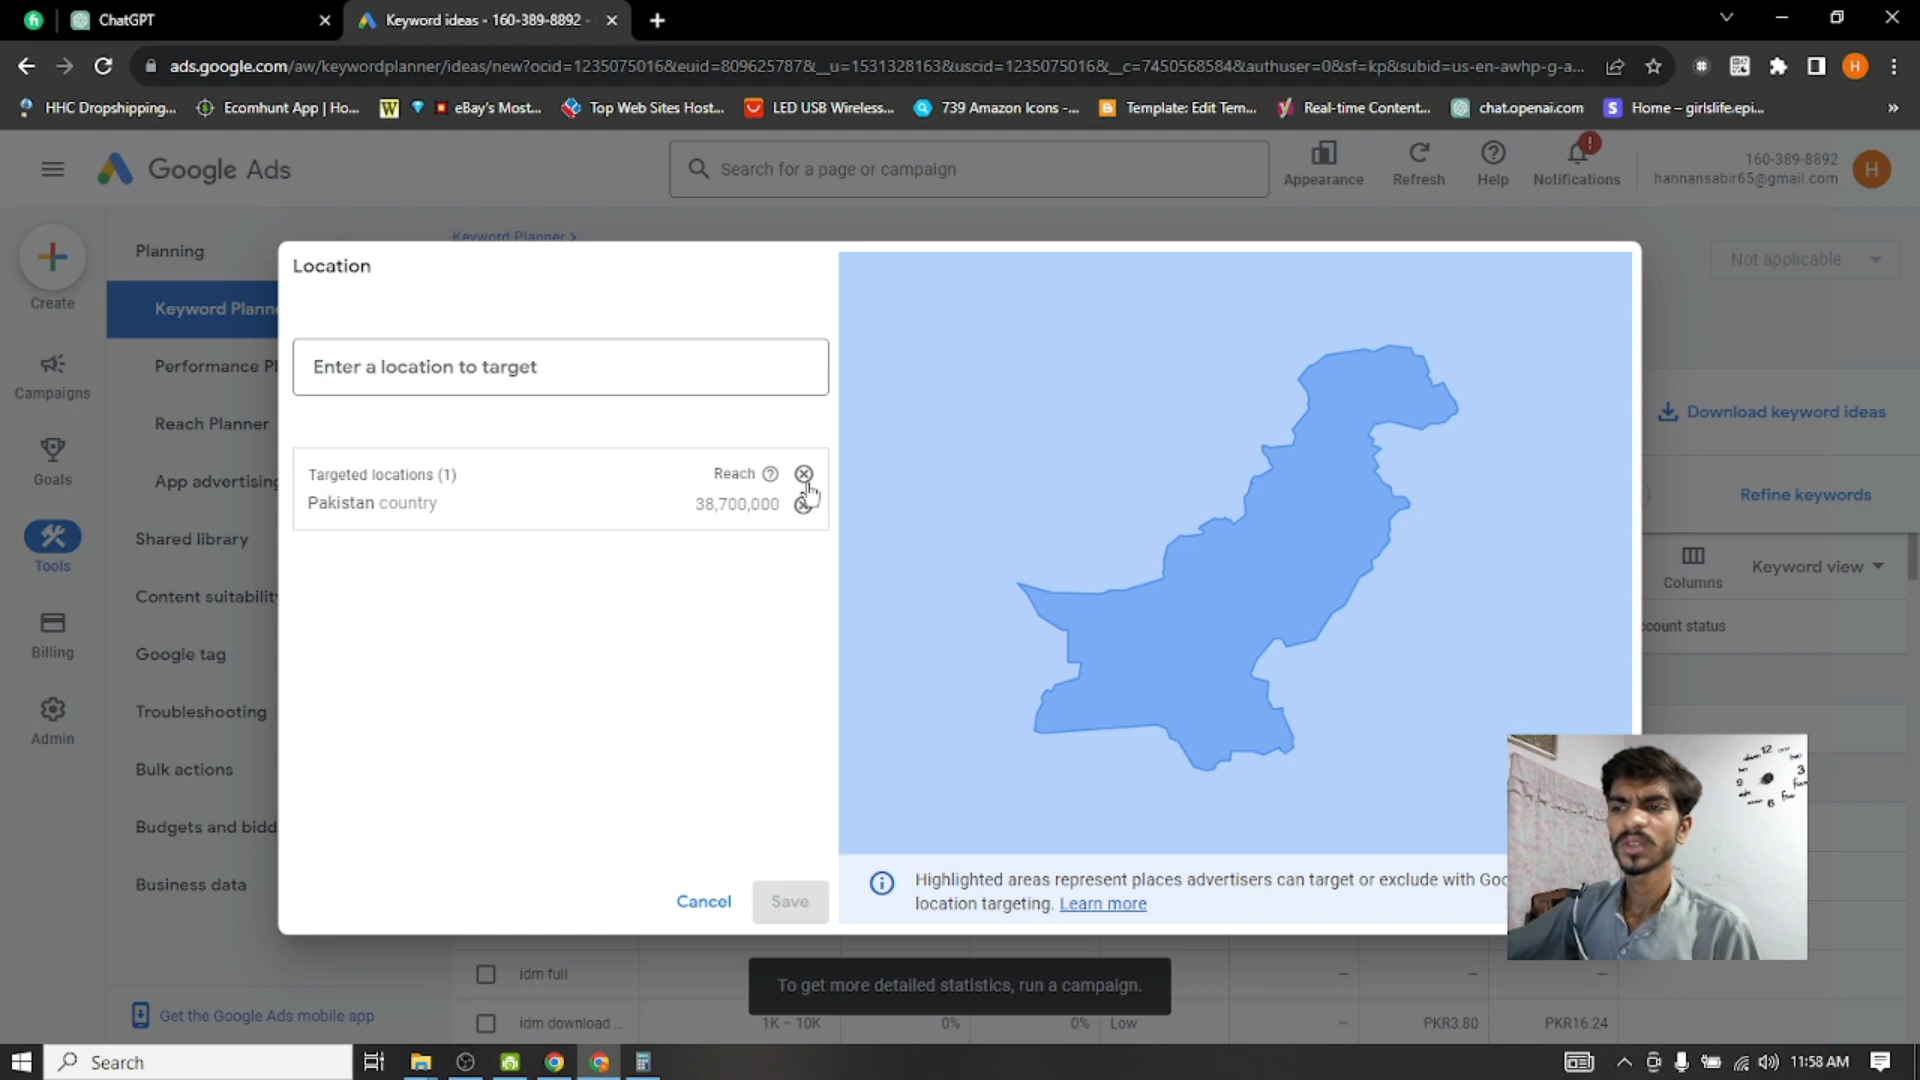 ChatGPT
Keyword ideas - 160-389-8892 -
ads.google.com/aw/keywordplanner/ideas/new?ocid=1235075016&euid=809625787&__u=1531328163&uscid=1235075016&__c=7450568584&authuser=0&sf=kp&subid=us-en-awhp-g-a...
HHC Dropshipping...
Ecomhunt App | Ho...
eBay's Most...
Top Web Sites Host...
LED USB Wireless...
739 Amazon Icons -...
Template: Edit Tem...
Real-time Content...
chat.openai.com
Home – girlslife.epi...
Google Ads
Search for a page or campaign
Appearance
Refresh
Help
Notifications
160-389-8892
hannansabir65@gmail.com
H
Create
Campaigns
Goals
Tools
Billing
Admin
Planning
Keyword Planne
Performance Pl
Reach Planner
App advertising
Shared library
Content suitability
Google tag
Troubleshooting
Bulk actions
Budgets and bidd
Business data
Get the Google Ads mobile app
Keyword Planner >
Not applicable
Download keyword ideas
Refine keywords
Columns
Keyword view
ccount status
Location
Enter a location to target
Targeted locations (1)
Reach
Pakistan country
38,700,000
Cancel
Save
Highlighted areas represent places advertisers can target or exclude with Goo
location targeting. Learn more
idm full
–
–
–
To get more detailed statistics, run a campaign.
idm download ...
1K – 10K
0%
0%
Low
–
PKR3.80
PKR16.24
Search
11:58 AM